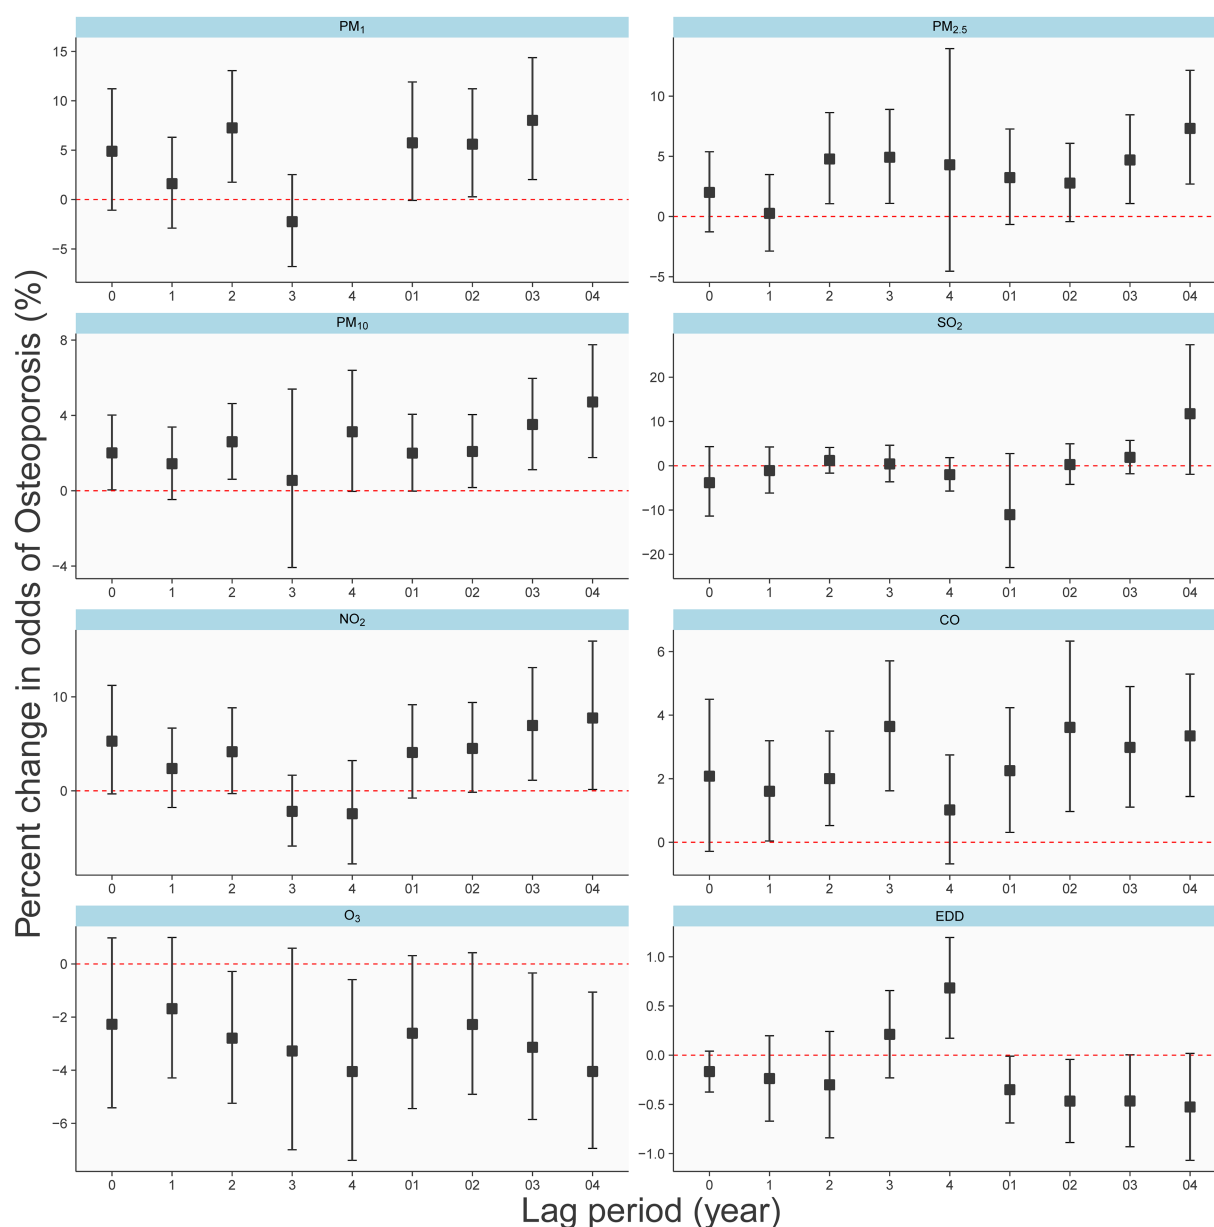 Percent change in odds of Osteoporosis (%)
PM₁
15
10
5
0
−5
0 1 2 3 4 01 02 03 04
PM₂.₅
10
5
0
−5
0 1 2 3 4 01 02 03 04
PM₁₀
8
4
0
−4
0 1 2 3 4 01 02 03 04
SO₂
20
10
0
−10
−20
0 1 2 3 4 01 02 03 04
NO₂
10
0
0 1 2 3 4 01 02 03 04
CO
6
4
2
0
0 1 2 3 4 01 02 03 04
O₃
0
−2
−4
−6
0 1 2 3 4 01 02 03 04
EDD
1.0
0.5
0.0
−0.5
−1.0
0 1 2 3 4 01 02 03 04
Lag period (year)